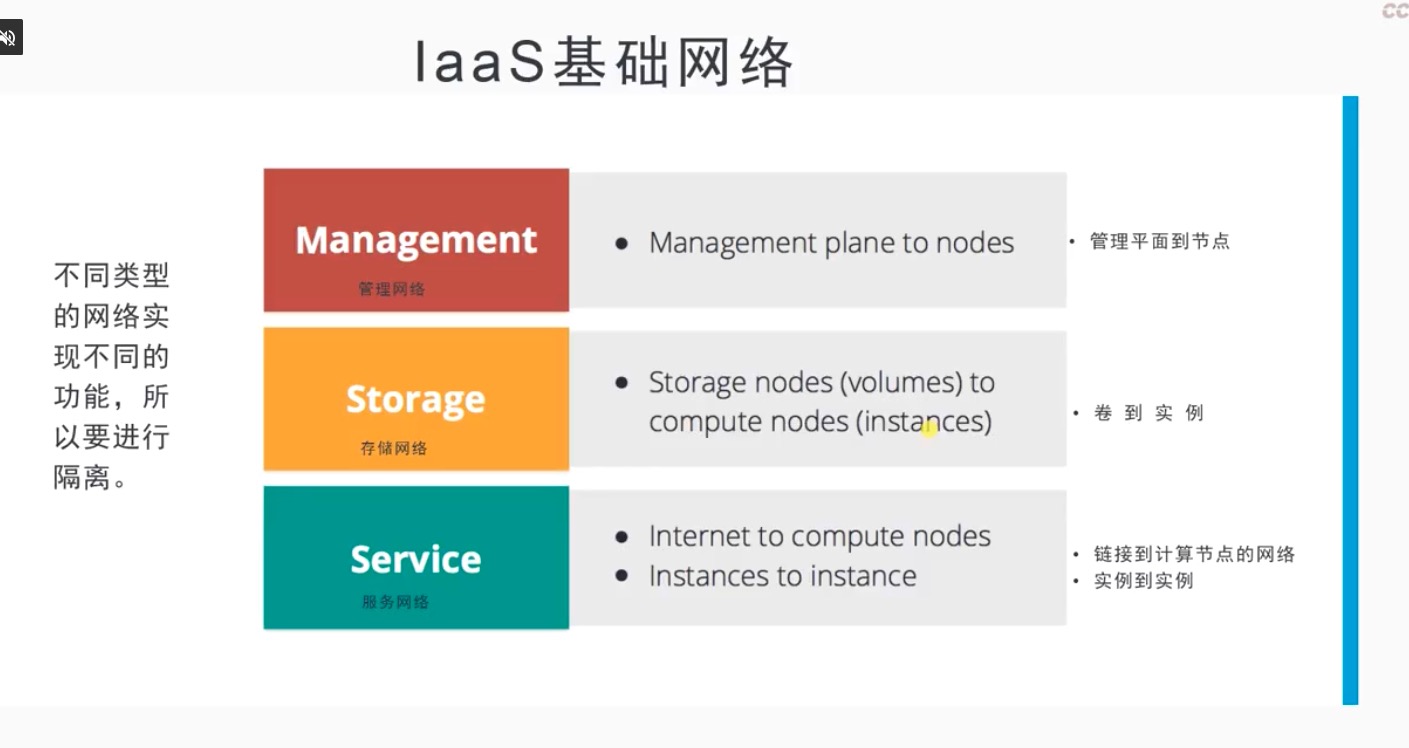 CC
IaaS基础网络
不同类型
的网络实
现不同的
功能，所
以要进行
隔离。
Management
管理网络
• Management plane to nodes
• 管理平面到节点
Storage
存储网络
• Storage nodes (volumes) to
compute nodes (instances)
• 卷 到 实 例
Service
服务网络
• Internet to compute nodes
• Instances to instance
• 链接到计算节点的网络
• 实例到实例